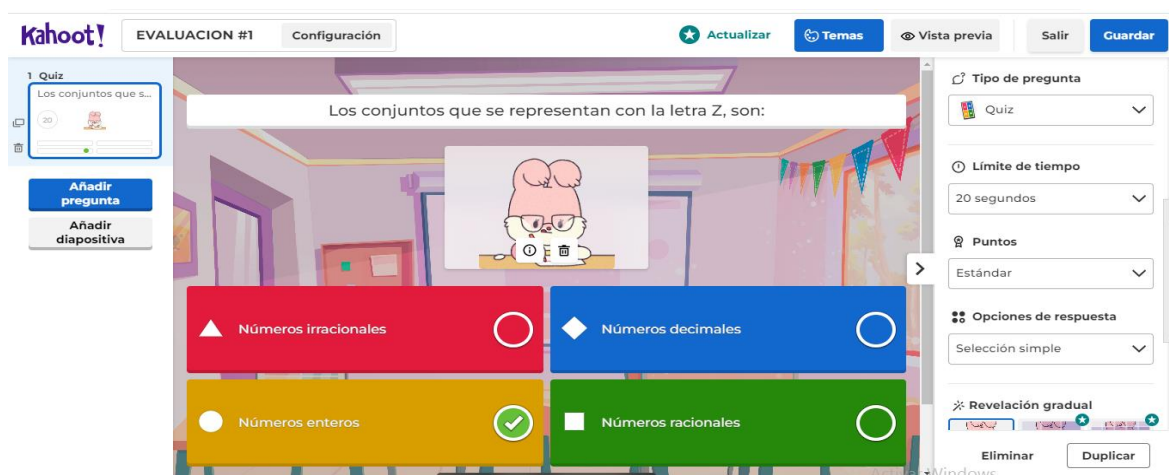 Kahoot!
EVALUACION #1
Configuración
Actualizar
Temas
Vista previa
Salir
Guardar
1 Quiz
Los conjuntos que s...
20
Añadir
pregunta
Añadir
diapositiva
Los conjuntos que se representan con la letra Z, son:
Números irracionales
Números decimales
Números enteros
Números racionales
Tipo de pregunta
Quiz
Límite de tiempo
20 segundos
Puntos
Estándar
Opciones de respuesta
Selección simple
Revelación gradual
Eliminar
Duplicar
Windows